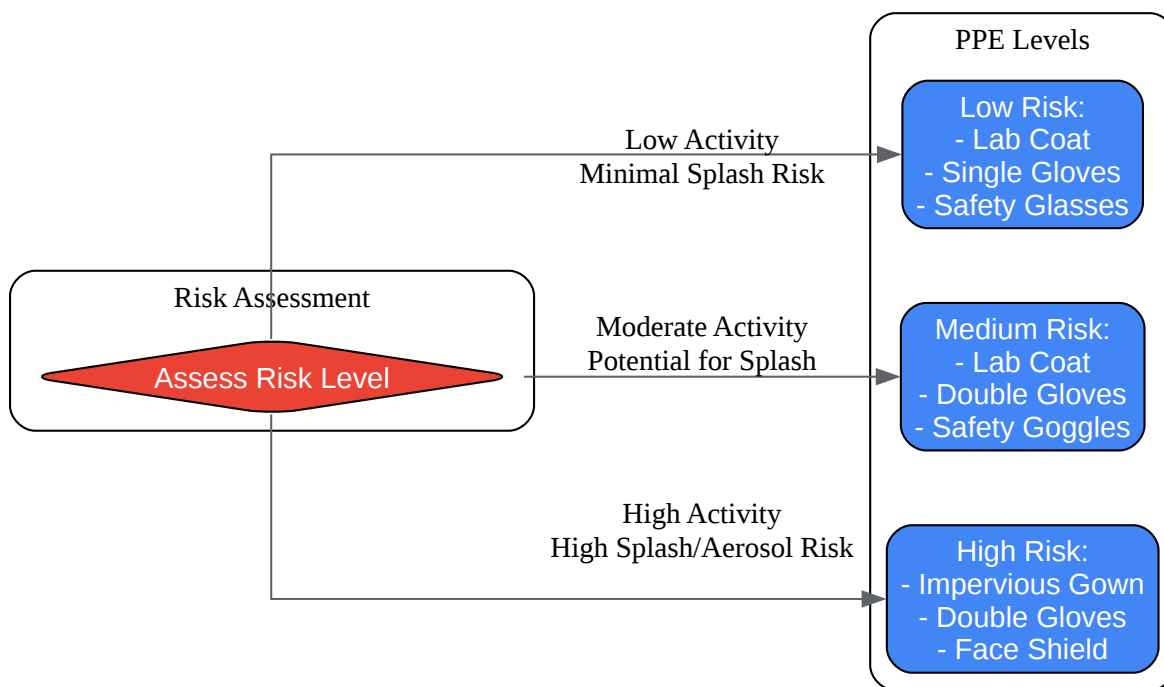 PPE Levels
Low Risk:
- Lab Coat
- Single Gloves
- Safety Glasses
Low Activity
Minimal Splash Risk
Risk Assessment
Assess Risk Level
Moderate Activity
Potential for Splash
Medium Risk:
- Lab Coat
- Double Gloves
- Safety Goggles
High Activity
High Splash/Aerosol Risk
High Risk:
- Impervious Gown
- Double Gloves
- Face Shield